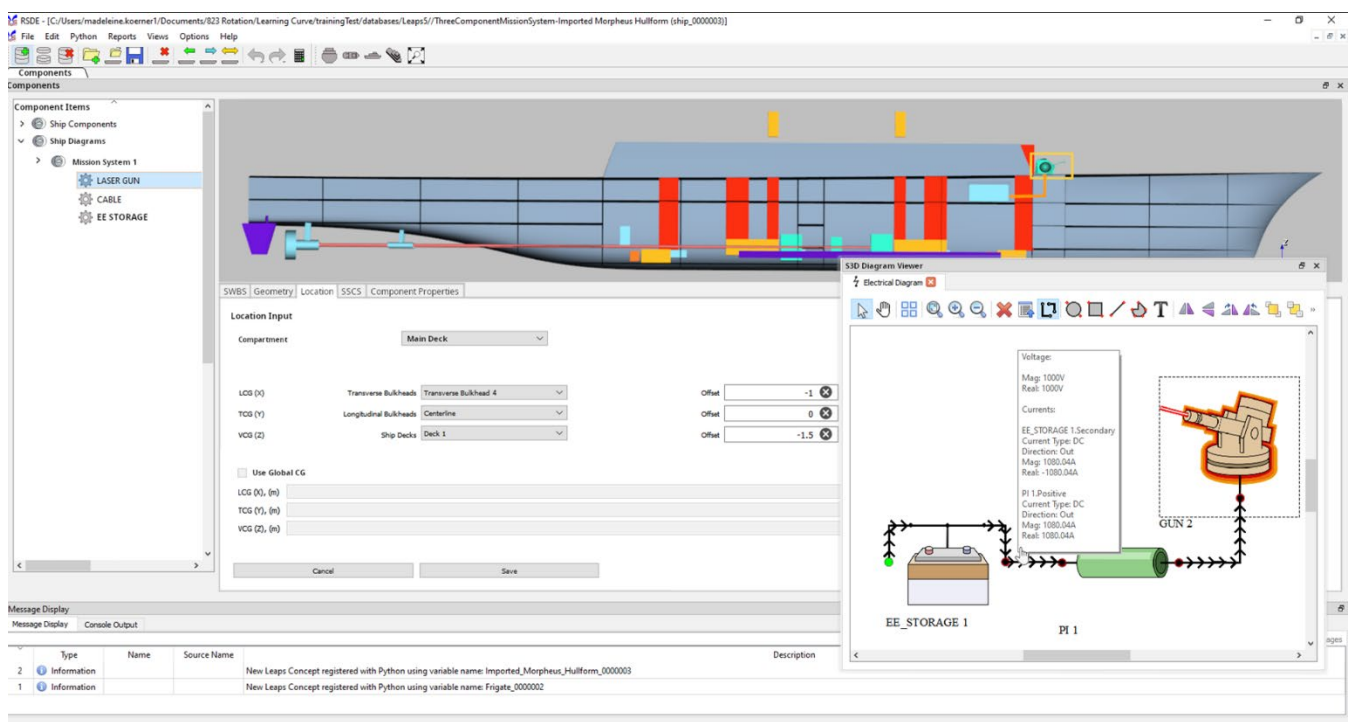 RSDE - [C:/Users/madeleine.koerner1/Documents/823 Rotation/Learning Curve/trainingTest/databases/Leaps5//ThreeComponentMissionSystem-Imported Morpheus Hullform (ship_0000003)]
File Edit Python Reports Views Options Help
Components
Components
Component Items
Ship Components
Ship Diagrams
Mission System 1
LASER GUN
CABLE
EE STORAGE
SWBS Geometry Location SSCS Component Properties
Location Input
Compartment Main Deck
LCG (X) Transverse Bulkheads Transverse Bulkhead 4 Offset -1
TCG (Y) Longitudinal Bulkheads Centerline Offset 0
VCG (Z) Ship Decks Deck 1 Offset -1.5
Use Global CG
LCG (X), (m)
TCG (Y), (m)
VCG (Z), (m)
Cancel Save
S3D Diagram Viewer
Electrical Diagram
T
Voltage:
Mag: 1000V
Real: 1000V
Currents:
EE_STORAGE 1.Secondary
Current Type: DC
Direction: Out
Mag: 1080.04A
Real: -1080.04A
PI 1.Positive
Current Type: DC
Direction: Out
Mag: 1080.04A
Real: 1080.04A
GUN 2
EE_STORAGE 1
PI 1
Message Display
Message Display Console Output
Type Name Source Name Description
2 Information New Leaps Concept registered with Python using variable name: Imported_Morpheus_Hullform_0000003
1 Information New Leaps Concept registered with Python using variable name: Frigate_0000002